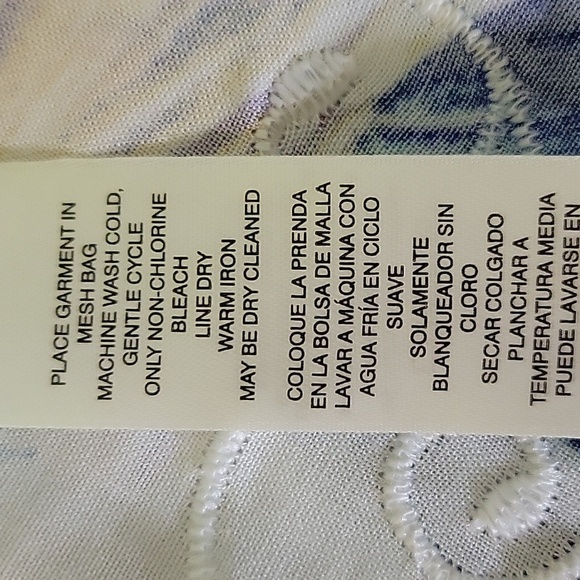 PLACE GARMENT IN
MESH BAG
MACHINE WASH COLD,
GENTLE CYCLE
ONLY NON-CHLORINE
BLEACH
LINE DRY
WARM IRON
MAY BE DRY CLEANED
COLOQUE LA PRENDA
EN LA BOLSA DE MALLA
LAVAR A MÁQUINA CON
AGUA FRÍA EN CICLO
SUAVE
SOLAMENTE
BLANQUEADOR SIN
CLORO
SECAR COLGADO
PLANCHAR A
TEMPERATURA MEDIA
PUEDE LAVARSE EN